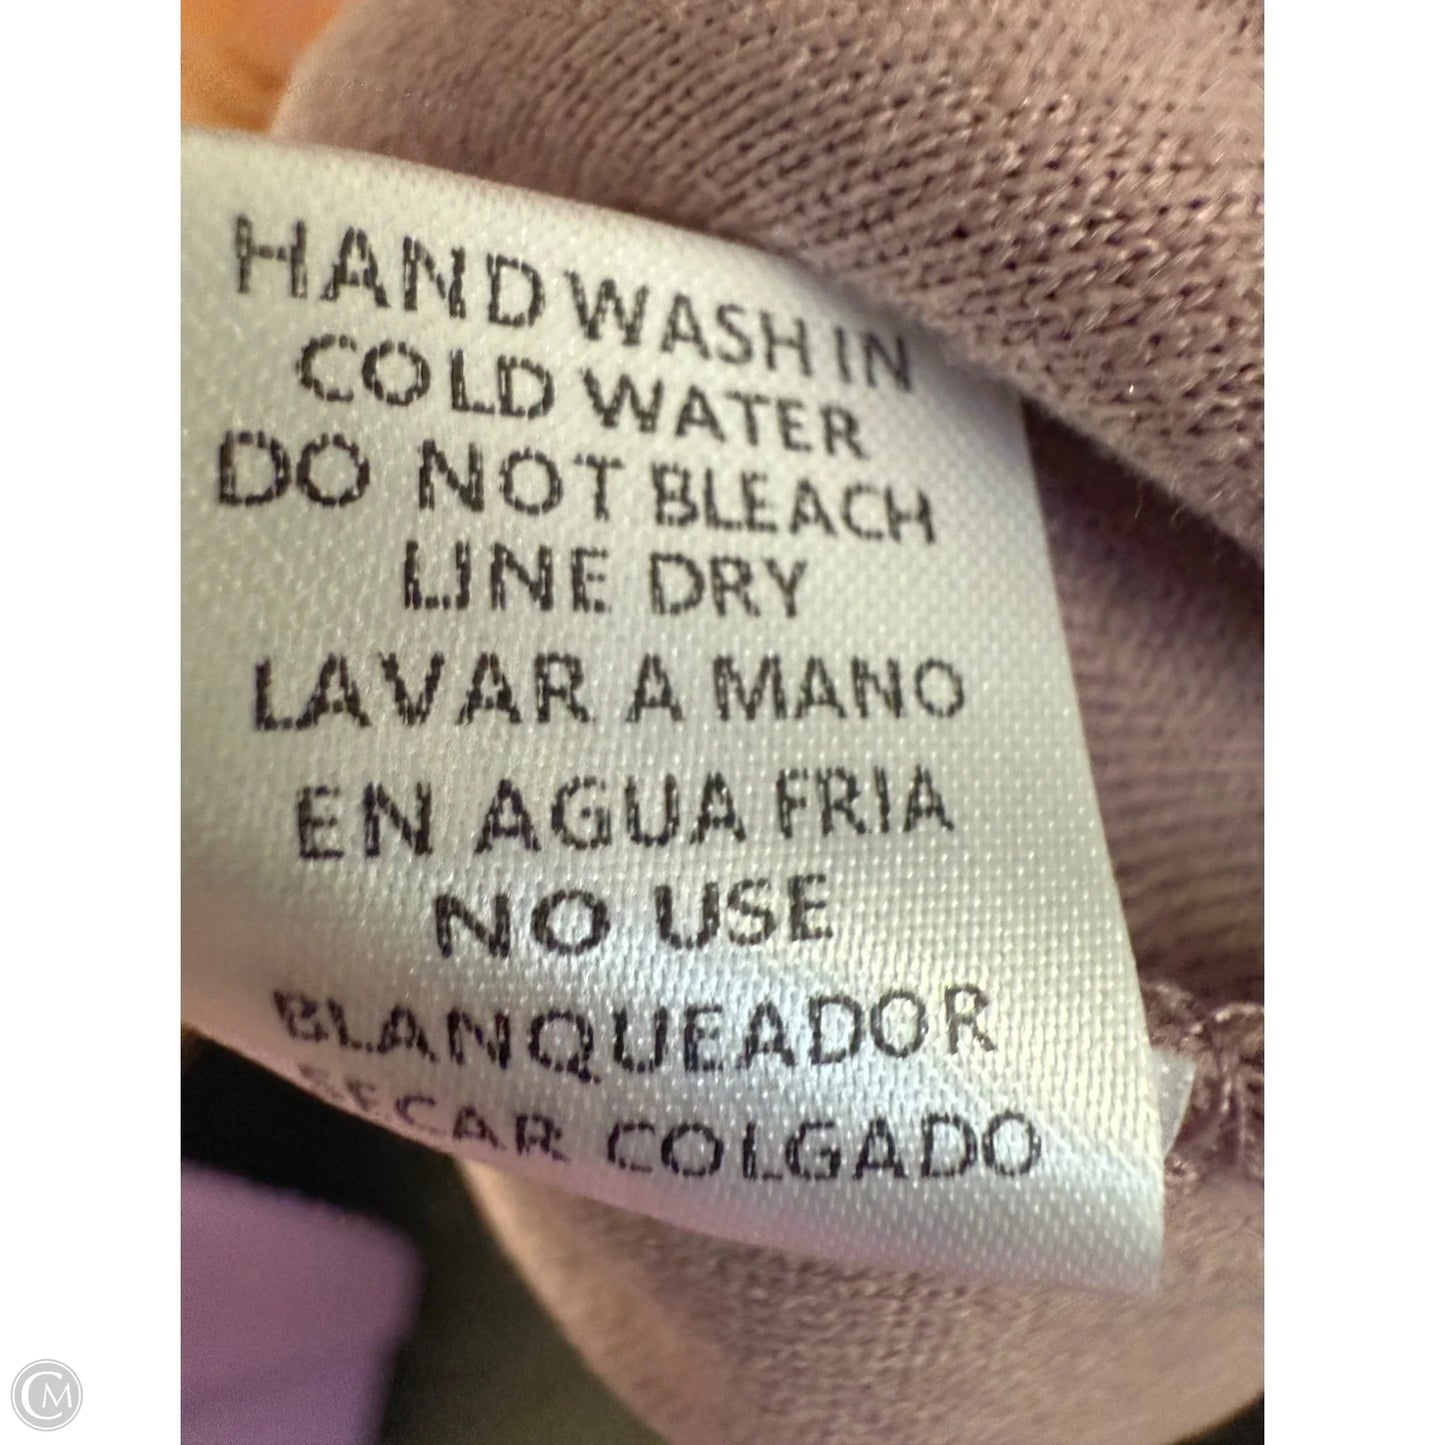 HAND WASH IN
COLD WATER
DO NOT BLEACH
LINE DRY
LAVAR A MANO
EN AGUA FRIA
NO USE
BLANQUEADOR
SECAR COLGADO
CM